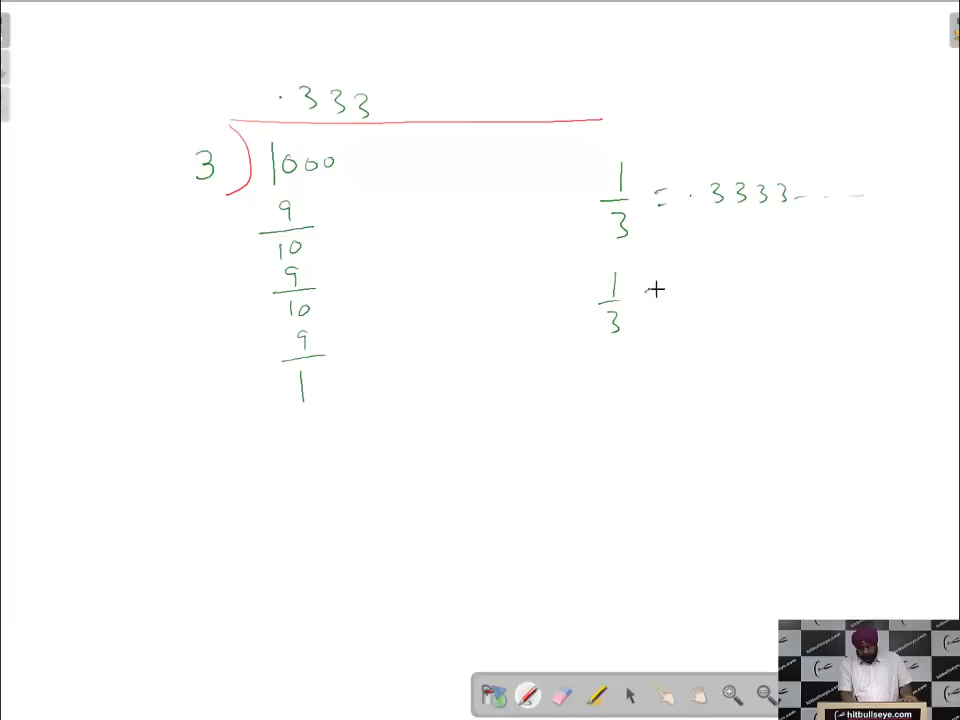 .333
3 ) 1000
9
10
9
10
9
1
1/3 = .3333- - -
1/3
hitbullseye.com